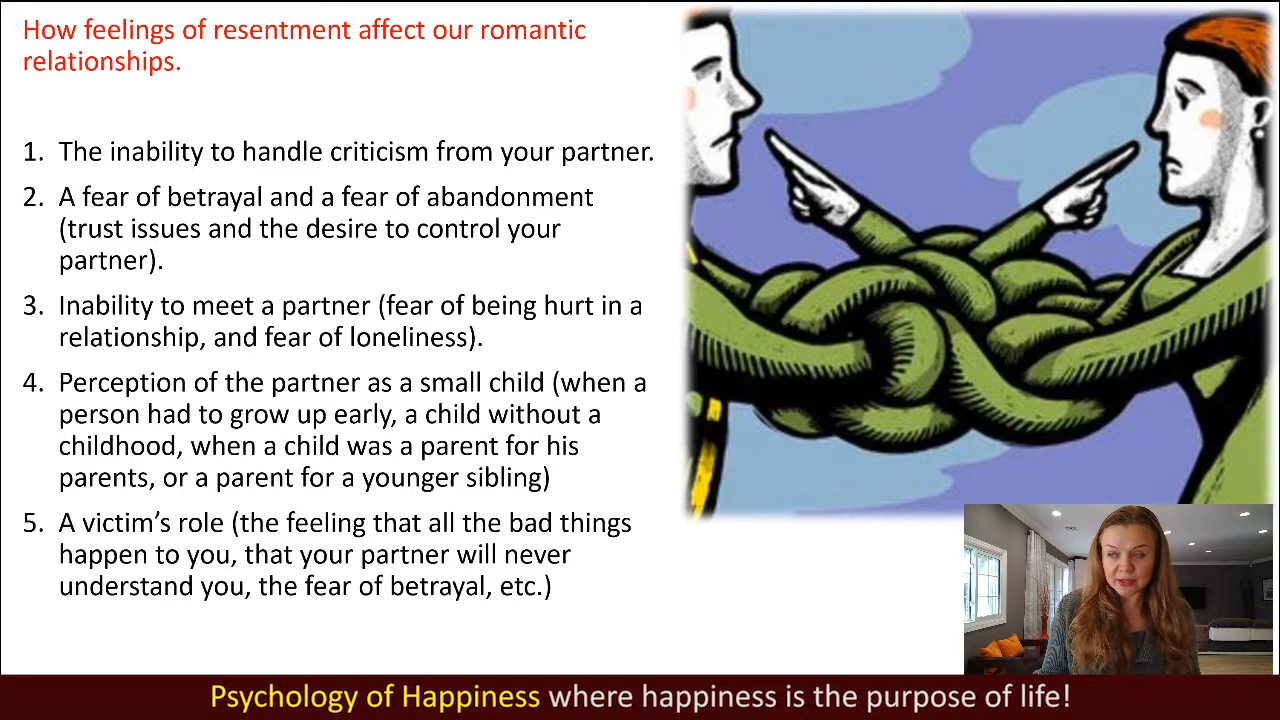 How feelings of resentment affect our romantic
relationships.
1. The inability to handle criticism from your partner.
2. A fear of betrayal and a fear of abandonment
(trust issues and the desire to control your
partner).
3. Inability to meet a partner (fear of being hurt in a
relationship, and fear of loneliness).
4. Perception of the partner as a small child (when a
person had to grow up early, a child without a
childhood, when a child was a parent for his
parents, or a parent for a younger sibling)
5. A victim’s role (the feeling that all the bad things
happen to you, that your partner will never
understand you, the fear of betrayal, etc.)
Psychology of Happiness where happiness is the purpose of life!